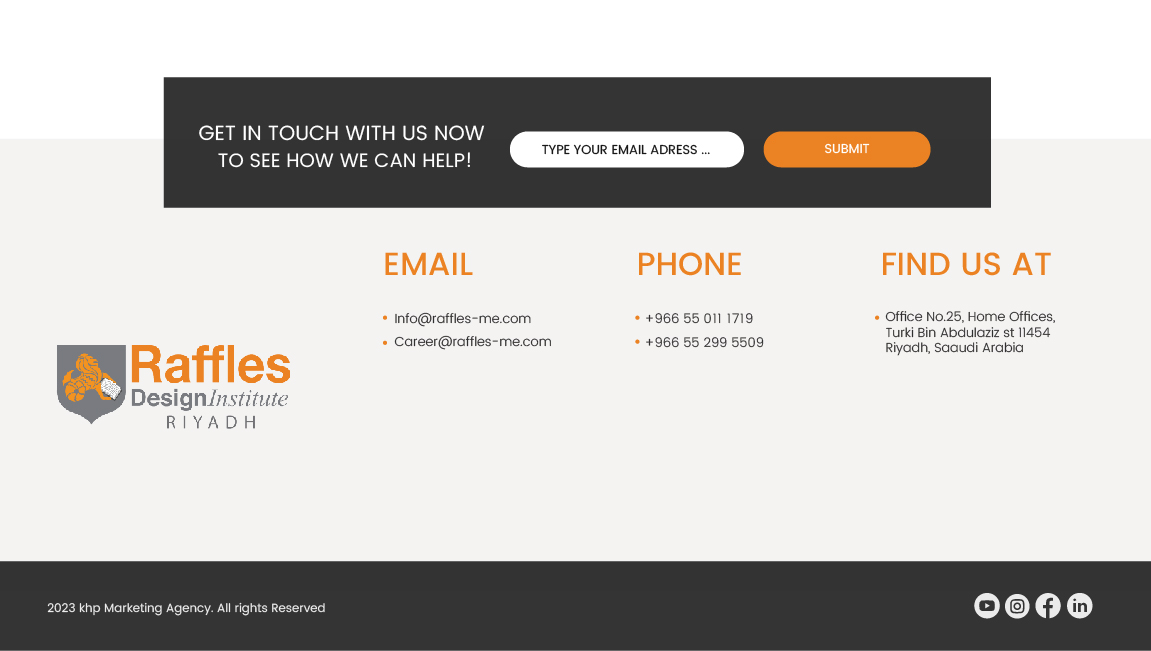 GET IN TOUCH WITH US NOW
TO SEE HOW WE CAN HELP!
TYPE YOUR EMAIL ADRESS ...
SUBMIT
EMAIL
Info@raffles-me.com
Career@raffles-me.com
PHONE
+966 55 011 1719
+966 55 299 5509
FIND US AT
Office No.25, Home Offices,
Turki Bin Abdulaziz st 11454
Riyadh, Saaudi Arabia
Raffles
DesignInstitute
RIYADH
2023 khp Marketing Agency. All rights Reserved